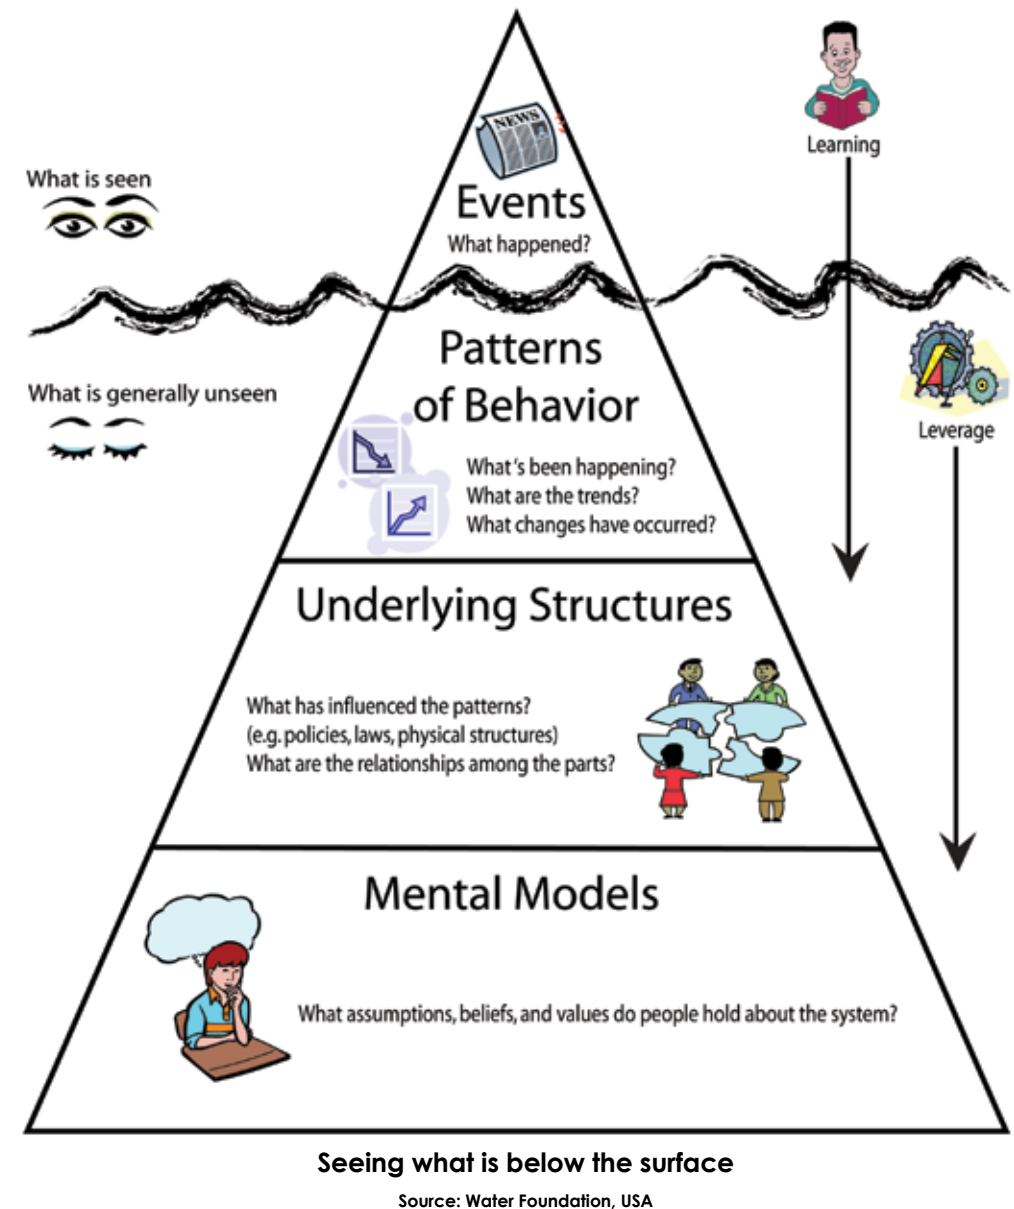 NEWS
Learning
What is seen
Events
What happened?
Patterns
of Behavior
What is generally unseen
Leverage
What's been happening?
What are the trends?
What changes have occurred?
Underlying Structures
What has influenced the patterns?
(e.g. policies, laws, physical structures)
What are the relationships among the parts?
Mental Models
What assumptions, beliefs, and values do people hold about the system?
Seeing what is below the surface
Source: Water Foundation, USA